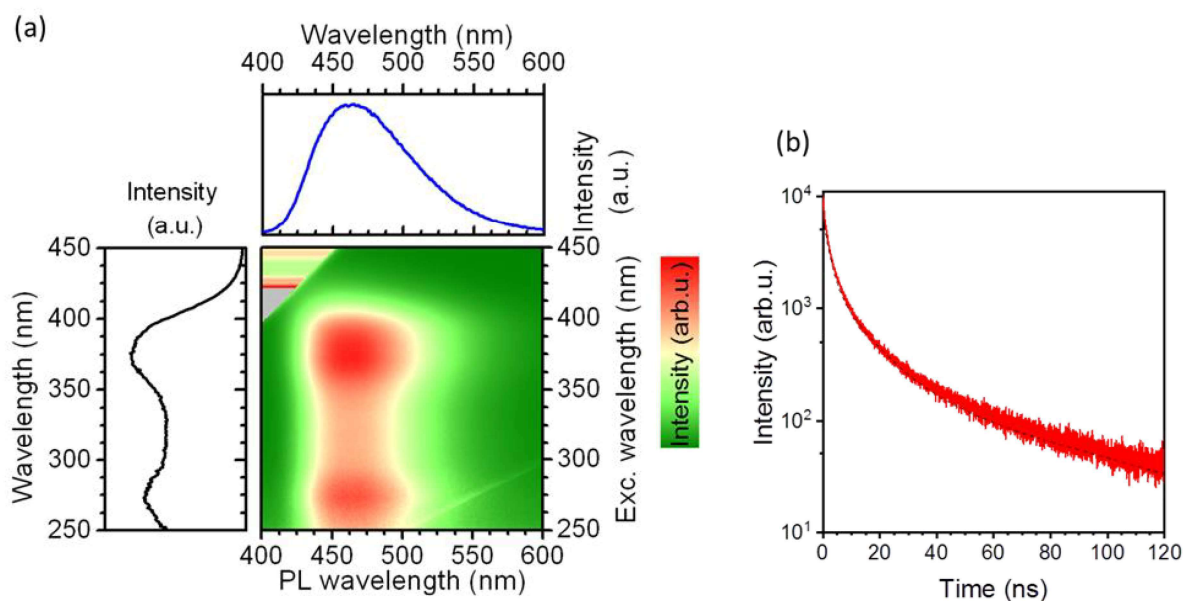 (a)
Wavelength (nm)
400 450 500 550 600
Intensity
(a.u.)
Intensity
(a.u.)
450
400
350
300
250
Wavelength (nm)
450
400
350
300
250
Exc. wavelength (nm)
Intensity (arb.u.)
400 450 500 550 600
PL wavelength (nm)
(b)
10⁴
10³
10²
10¹
Intensity (arb.u.)
0 20 40 60 80 100 120
Time (ns)